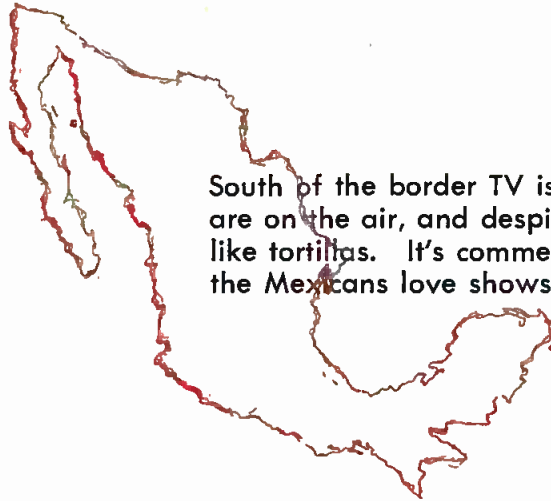 South of the border TV is
are on the air, and despi
like tortillas. It's comme
the Mexicans love shows